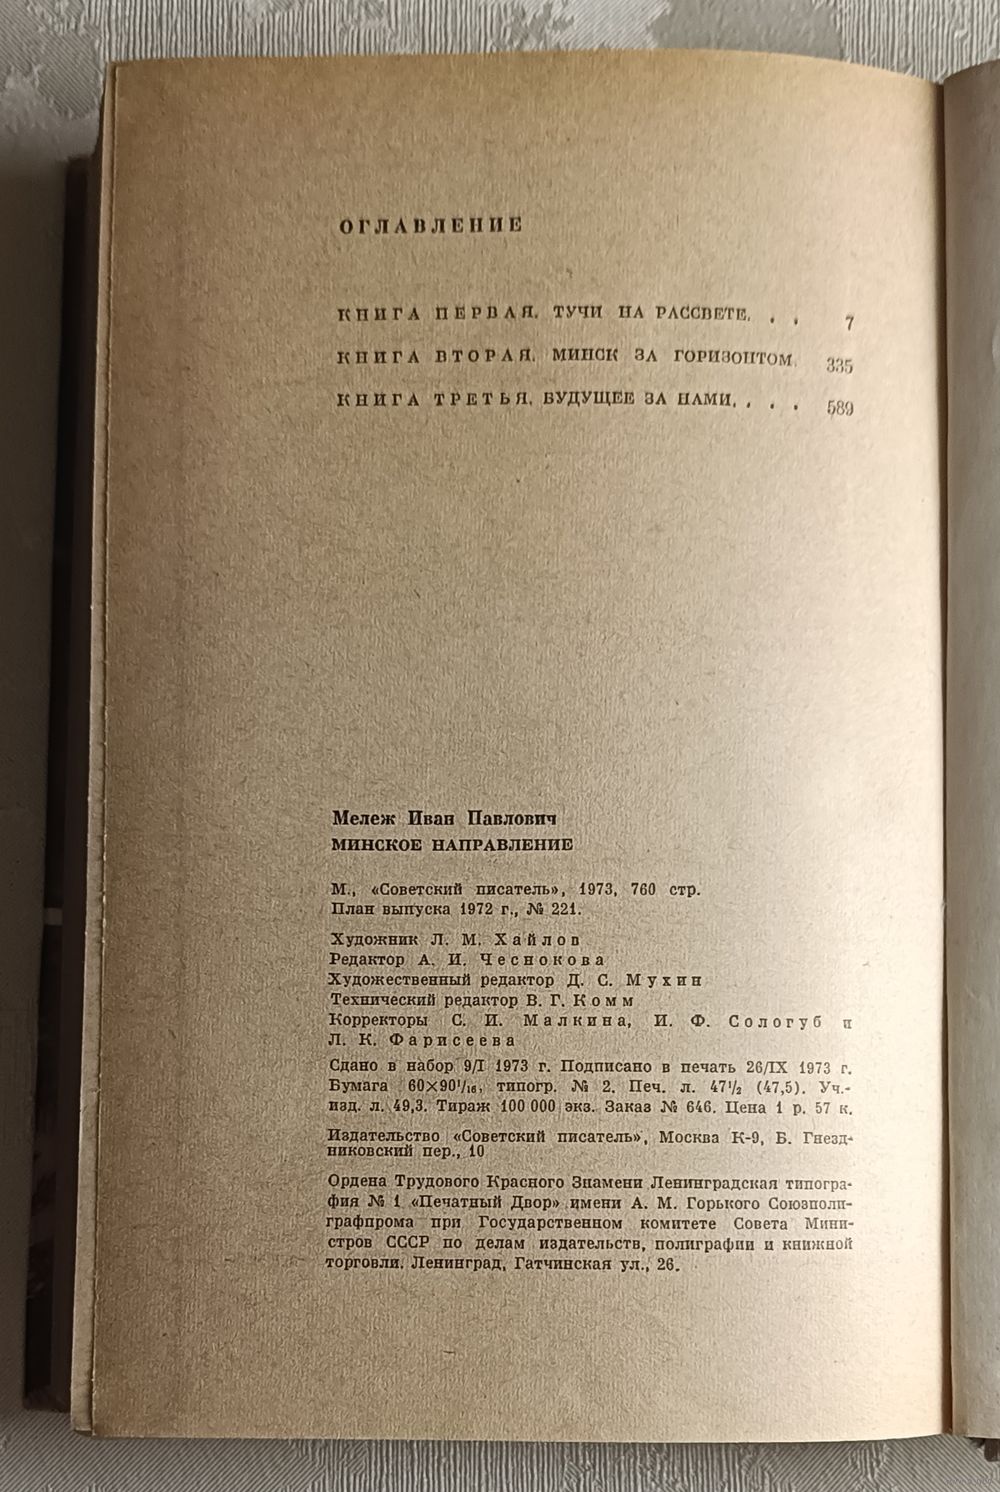 ОГЛАВЛЕНИЕ
КНИГА ПЕРВАЯ. ТУЧИ НА РАССВЕТЕ. . . 7
КНИГА ВТОРАЯ. МИНСК ЗА ГОРИЗОНТОМ. 335
КНИГА ТРЕТЬЯ. БУДУЩЕЕ ЗА НАМИ. . . . 589
Мележ Иван Павлович
МИНСКОЕ НАПРАВЛЕНИЕ
М., «Советский писатель», 1973, 760 стр.
План выпуска 1972 г., № 221.
Художник Л. М. Хайлов
Редактор А. И. Чеснокова
Художественный редактор Д. С. Мухин
Технический редактор В. Г. Комм
Корректоры С. И. Малкина, И. Ф. Сологуб и
Л. К. Фарисеева
Сдано в набор 9/I 1973 г. Подписано в печать 26/IX 1973 г.
Бумага 60×90¹/₁₆, типогр. № 2. Печ. л. 47¹/₂ (47,5). Уч.-
изд. л. 49,3. Тираж 100 000 экз. Заказ № 646. Цена 1 р. 57 к.
Издательство «Советский писатель», Москва К-9, Б. Гнезд-
никовский пер., 10
Ордена Трудового Красного Знамени Ленинградская типогра-
фия № 1 «Печатный Двор» имени А. М. Горького Союзполи-
графпрома при Государственном комитете Совета Мини-
стров СССР по делам издательств, полиграфии и книжной
торговли. Ленинград, Гатчинская ул., 26.